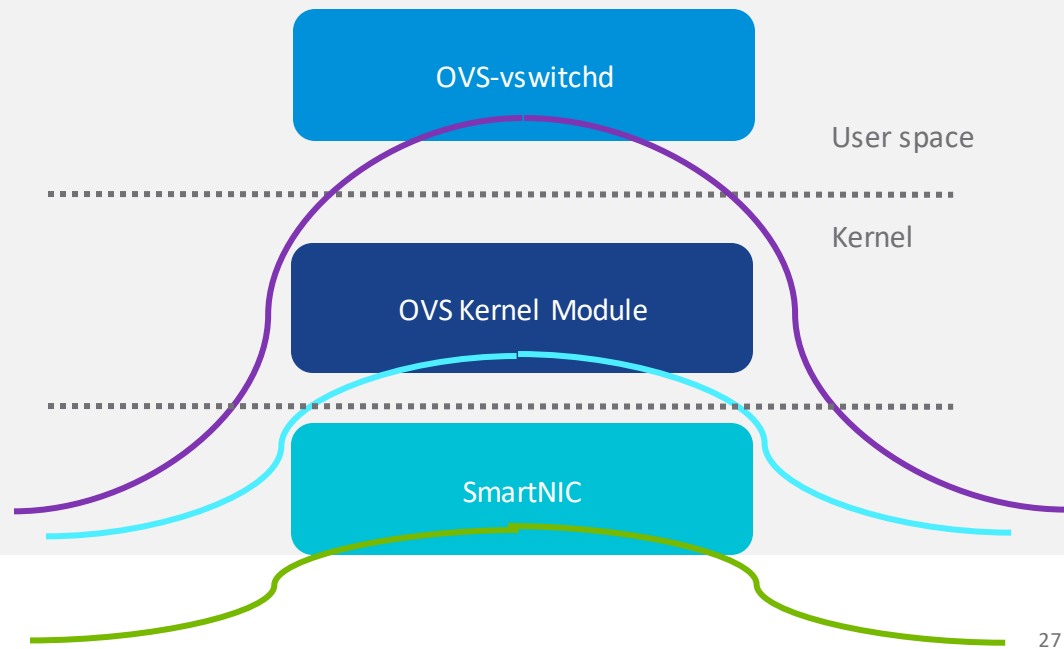 OVS-vswitchd
User space
Kernel
OVS Kernel Module
SmartNIC
27